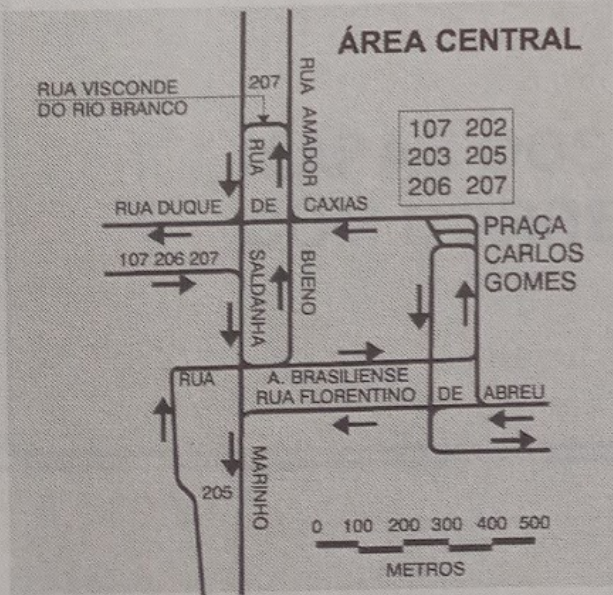 ÁREA CENTRAL
RUA VISCONDE
DO RIO BRANCO
207
RUA AMADOR
BUENO
RUA
SALDANHA
MARINHO
107 202
203 205
206 207
RUA DUQUE DE CAXIAS
PRAÇA
CARLOS
GOMES
107 206 207
RUA A. BRASILIENSE
RUA FLORENTINO DE ABREU
205
0 100 200 300 400 500
METROS